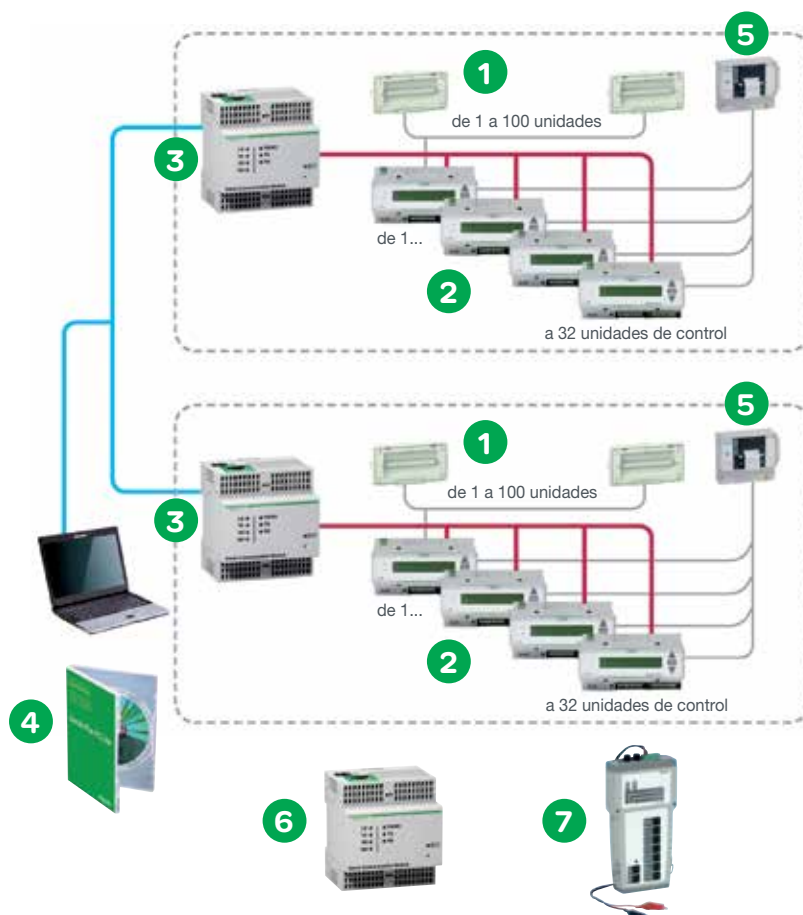 1
5
de 1 a 100 unidades
3
de 1...
2
a 32 unidades de control
5
1
de 1 a 100 unidades
3
de 1...
2
a 32 unidades de control
4
6
7